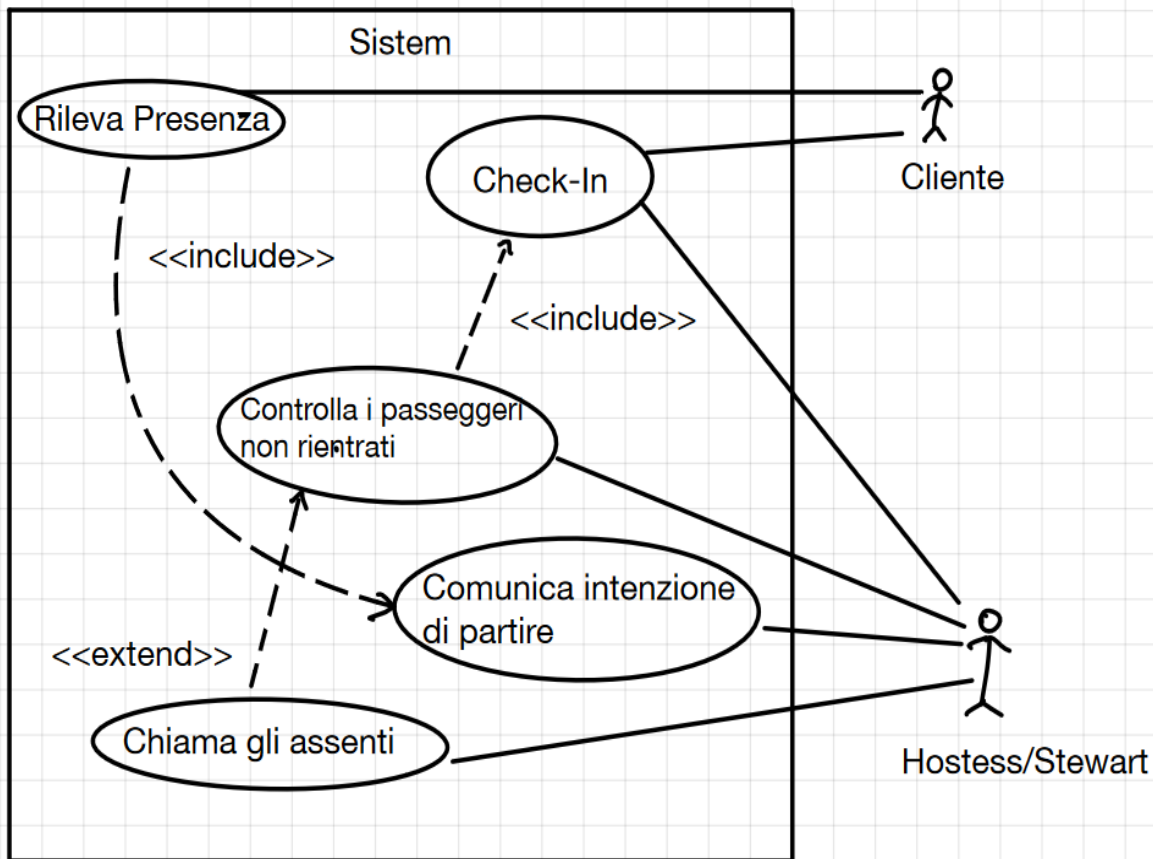 Sistem
Rileva Presenza
Check-In
Cliente
<<include>>
<<include>>
Controlla i passeggeri
non rientrati
Comunica intenzione
di partire
<<extend>>
Chiama gli assenti
Hostess/Stewart